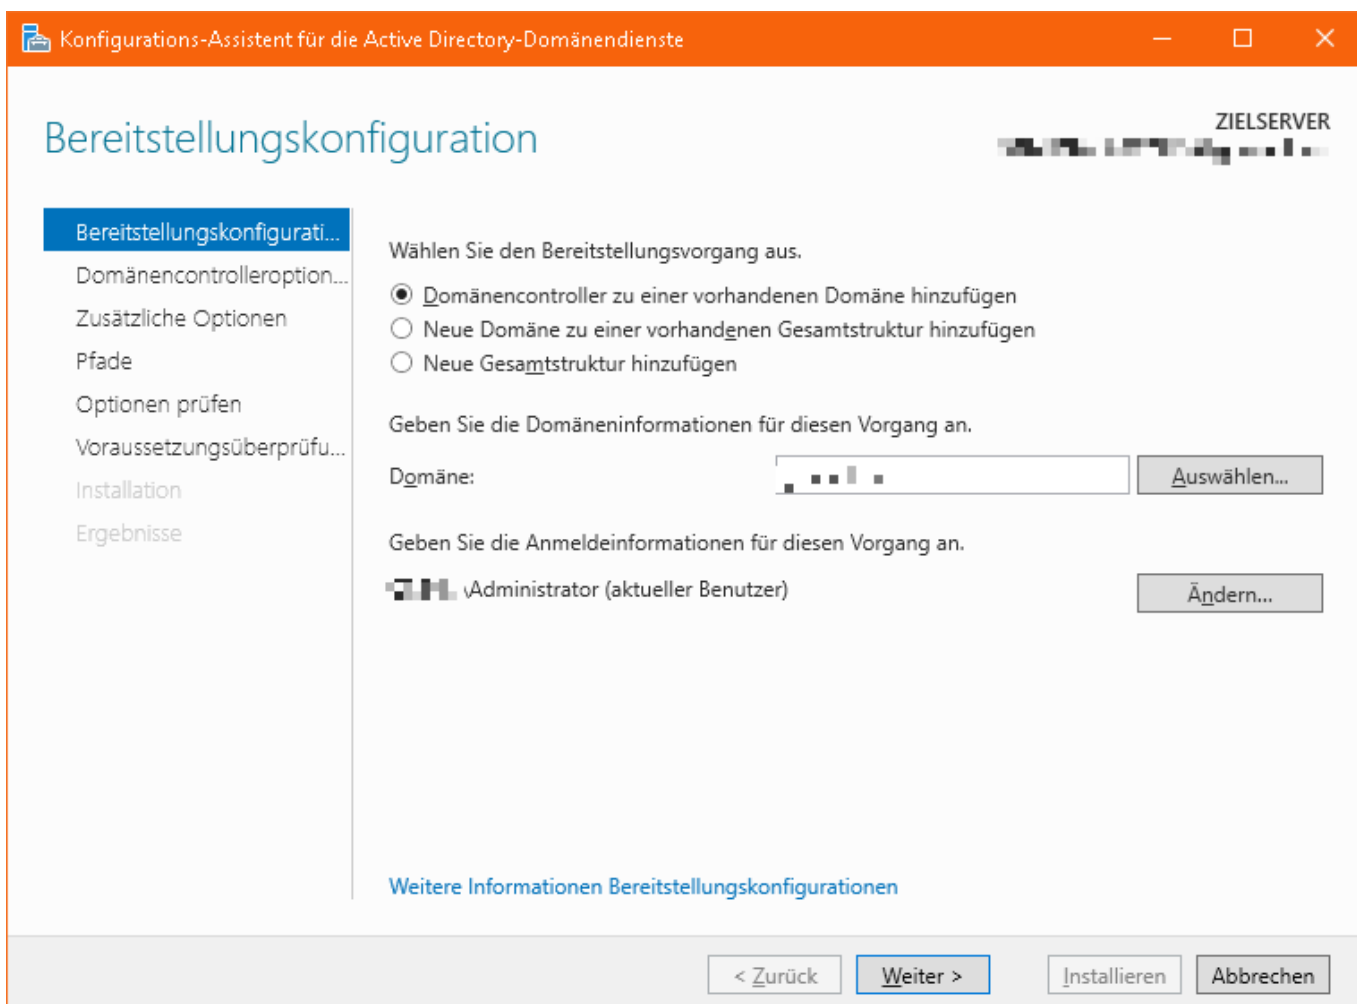 Konfigurations-Assistent für die Active Directory-Domänendienste
Bereitstellungskonfiguration
ZIELSERVER
Bereitstellungskonfigurati...
Domänencontrolleroption...
Zusätzliche Optionen
Pfade
Optionen prüfen
Voraussetzungsüberprüfu...
Installation
Ergebnisse
Wählen Sie den Bereitstellungsvorgang aus.
Domänencontroller zu einer vorhandenen Domäne hinzufügen
Neue Domäne zu einer vorhandenen Gesamtstruktur hinzufügen
Neue Gesamtstruktur hinzufügen
Geben Sie die Domäneninformationen für diesen Vorgang an.
Domäne:
Auswählen...
Geben Sie die Anmeldeinformationen für diesen Vorgang an.
\Administrator (aktueller Benutzer)
Ändern...
Weitere Informationen Bereitstellungskonfigurationen
< Zurück
Weiter >
Installieren
Abbrechen